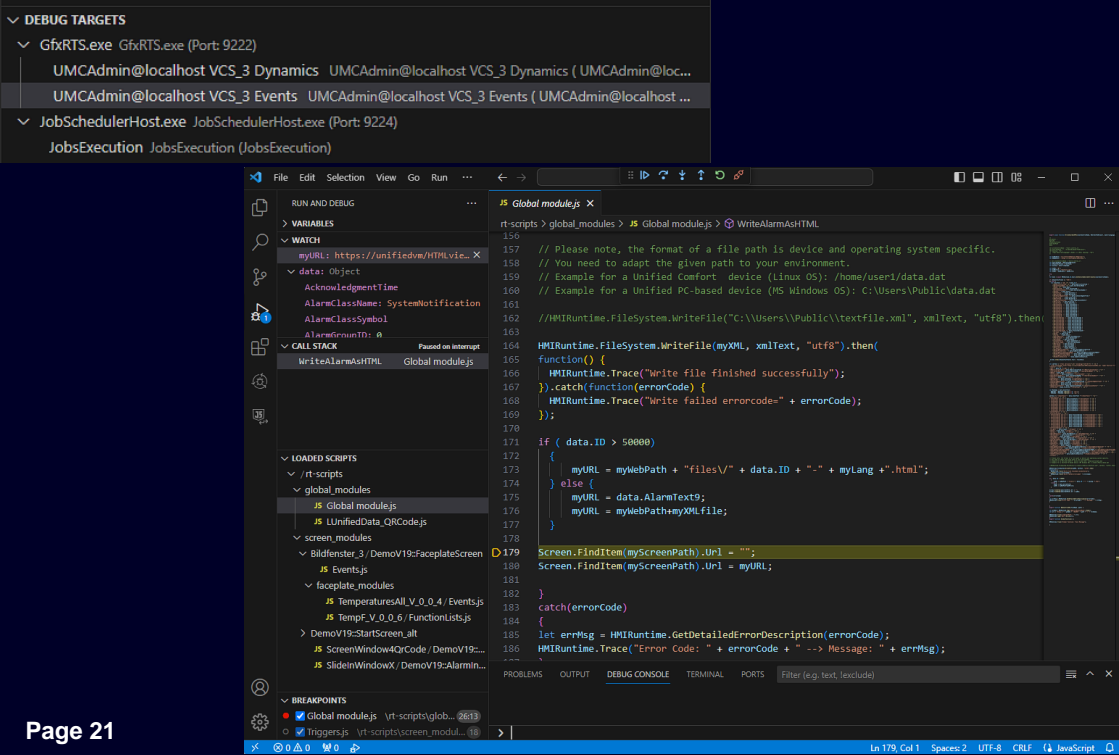 DEBUG TARGETS
GfxRTS.exe GfxRTS.exe (Port: 9222)
UMCAdmin@localhost VCS_3 Dynamics UMCAdmin@localhost VCS_3 Dynamics ( UMCAdmin@loc...
UMCAdmin@localhost VCS_3 Events UMCAdmin@localhost VCS_3 Events ( UMCAdmin@localhost ...
JobSchedulerHost.exe JobSchedulerHost.exe (Port: 9224)
JobsExecution JobsExecution (JobsExecution)
File Edit Selection View Go Run ...
RUN AND DEBUG ...
VARIABLES
WATCH
myURL: https://unifiedvm/HTMLvie...
data: Object
AcknowledgmentTime
AlarmClassName: SystemNotification
AlarmClassSymbol
AlarmGroupID: 0
CALL STACK Paused on interrupt
WriteAlarmAsHTML Global module.js
LOADED SCRIPTS
/rt-scripts
global_modules
JS Global module.js
JS LUnifiedData_QRCode.js
screen_modules
Bildfenster_3 / DemoV19::FaceplateScreen
JS Events.js
faceplate_modules
JS TemperaturesAll_V_0_0_4 / Events.js
JS TempF_V_0_0_6 / FunctionLists.js
DemoV19::StartScreen_alt
JS ScreenWindow4QrCode / DemoV19::...
JS SlideInWindowX / DemoV19::AlarmIn...
BREAKPOINTS
Global module.js \rt-scripts\glob... 26:13
Triggers.js \rt-scripts\screen_modul... 18
JS Global module.js
rt-scripts > global_modules > JS Global module.js > WriteAlarmAsHTML
156
157 // Please note, the format of a file path is device and operating system specific.
158 // You need to adapt the given path to your environment.
159 // Example for a Unified Comfort  device (Linux OS): /home/user1/data.dat
160 // Example for a Unified PC-based device (MS Windows OS): C:\Users\Public\data.dat
161
162 //HMIRuntime.FileSystem.WriteFile("C:\\Users\\Public\\textfile.xml", xmlText, "utf8").then(
163
164 HMIRuntime.FileSystem.WriteFile(myXML, xmlText, "utf8").then(
165 function() {
166 HMIRuntime.Trace("Write file finished successfully");
167 }).catch(function(errorCode) {
168 HMIRuntime.Trace("Write failed errorcode=" + errorCode);
169 });
170
171 if ( data.ID > 50000)
172 {
173 myURL = myWebPath + "files\/" + data.ID + "-" + myLang +".html";
174 } else {
175 myURL = data.AlarmText9;
176 myURL = myWebPath+myXMLfile;
177 }
178
179 Screen.FindItem(myScreenPath).Url = "";
180 Screen.FindItem(myScreenPath).Url = myURL;
181
182 }
183 catch(errorCode)
184 {
185 let errMsg = HMIRuntime.GetDetailedErrorDescription(errorCode);
186 HMIRuntime.Trace("Error Code: " + errorCode + " --> Message: " + errMsg);
PROBLEMS OUTPUT DEBUG CONSOLE TERMINAL PORTS Filter (e.g. text, !exclude)
0 0 0 Ln 179, Col 1 Spaces: 2 UTF-8 CRLF JavaScript
Page 21